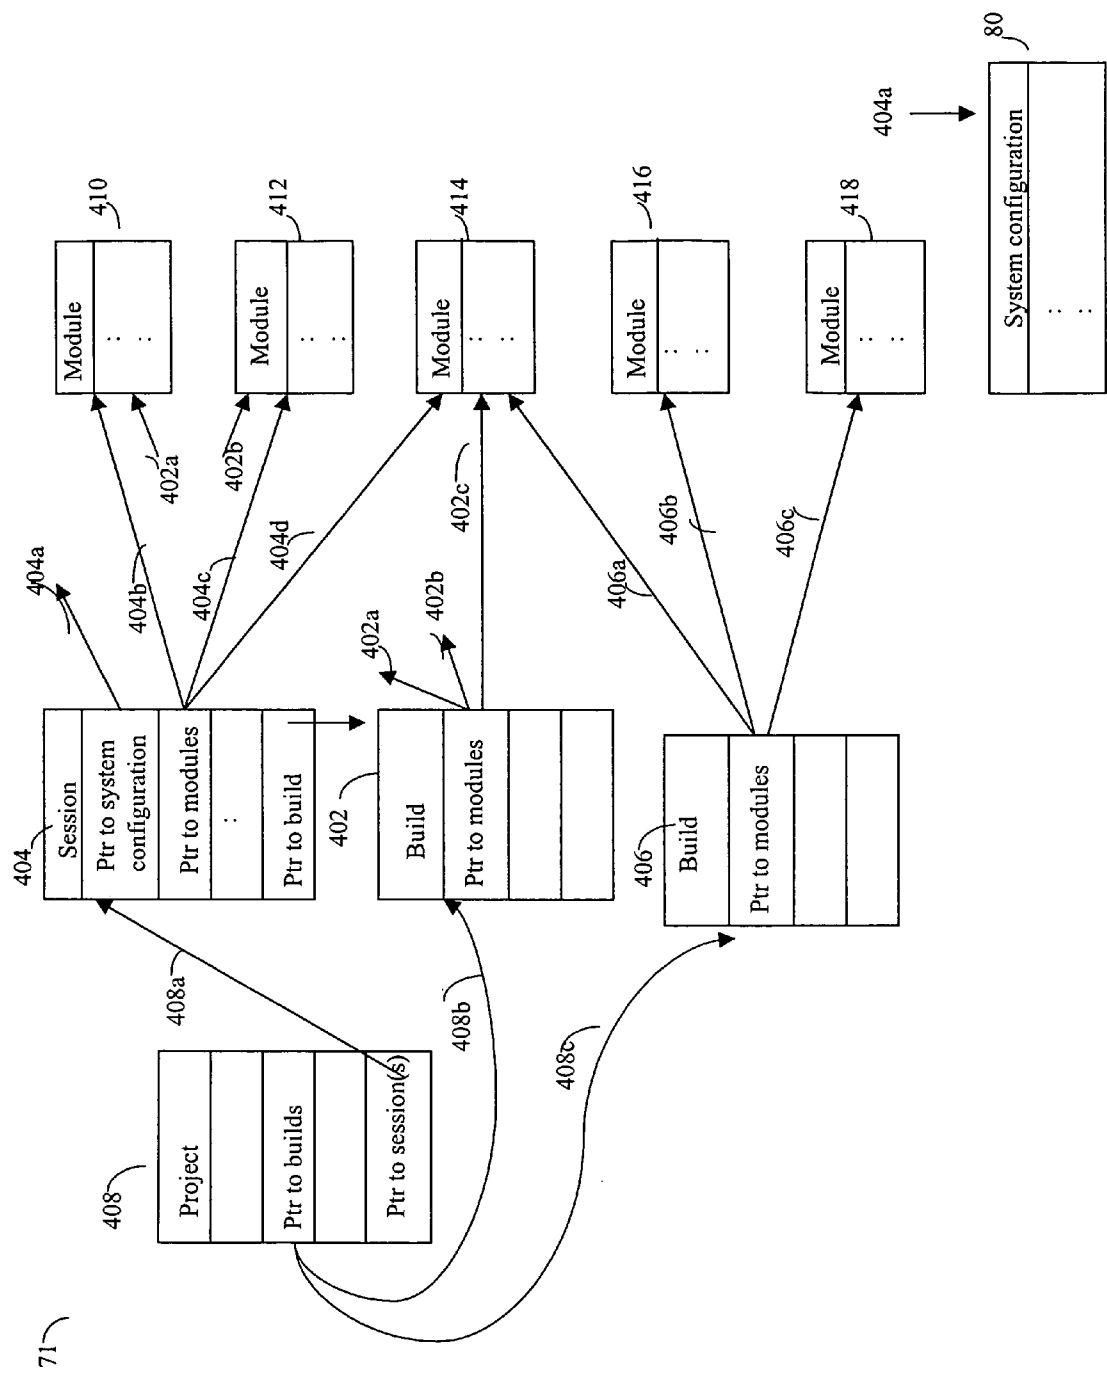 71
408
Project
Ptr to builds
Ptr to session(s)
408a
408b
408c
404
Session
Ptr to system
configuration
Ptr to modules
:
Ptr to build
402
Build
Ptr to modules
406
Build
Ptr to modules
404a
404b
404c
404d
402a
402b
402a
402b
402c
406a
406b
406c
Module
: :
410
Module
: :
412
Module
: :
414
Module
: :
416
Module
: :
418
404a
System configuration
: :
80